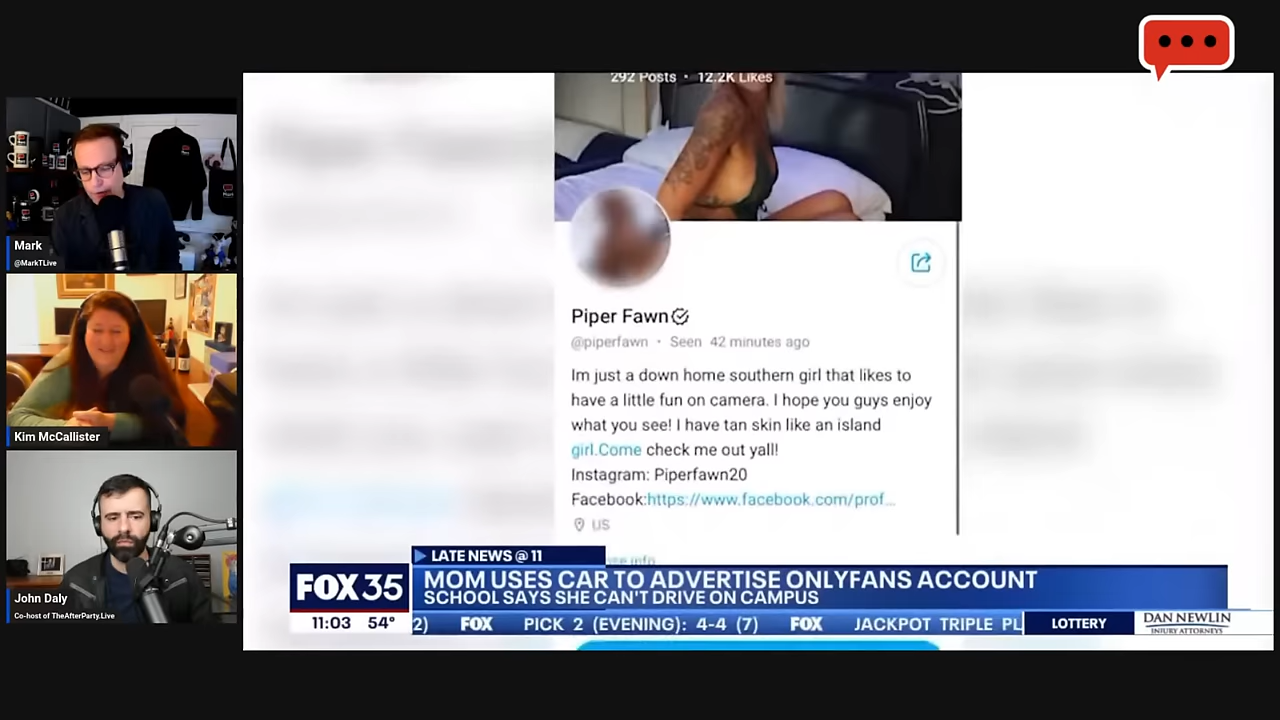 Mark
@MarkTLive
Kim McCallister
John Daly
Co-host of TheAfterParty.Live
292 Posts · 12.2K Likes
Piper Fawn
@piperfawn · Seen 42 minutes ago
Im just a down home southern girl that likes to
have a little fun on camera. I hope you guys enjoy
what you see! I have tan skin like an island
girl.Come check me out yall!
Instagram: Piperfawn20
Facebook:https://www.facebook.com/prof...
US
info
LATE NEWS @ 11
FOX 35
MOM USES CAR TO ADVERTISE ONLYFANS ACCOUNT
SCHOOL SAYS SHE CAN'T DRIVE ON CAMPUS
11:03 54°
2) FOX PICK 2 (EVENING): 4-4 (7) FOX JACKPOT TRIPLE PL
LOTTERY
DAN NEWLIN
INJURY ATTORNEYS